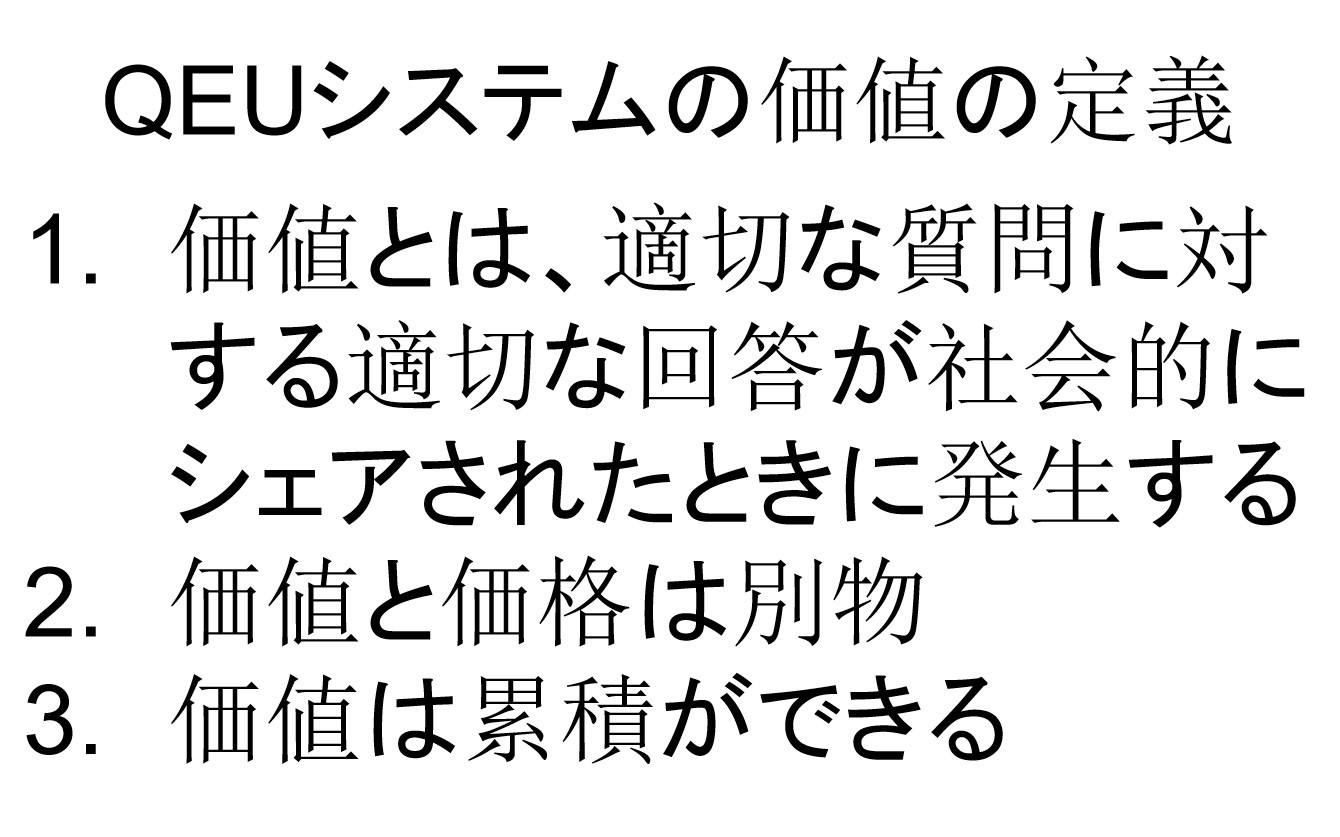 QEUシステムの価値の定義
1. 価値とは、適切な質問に対
する適切な回答が社会的に
シェアされたときに発生する
2. 価値と価格は別物
3. 価値は累積ができる